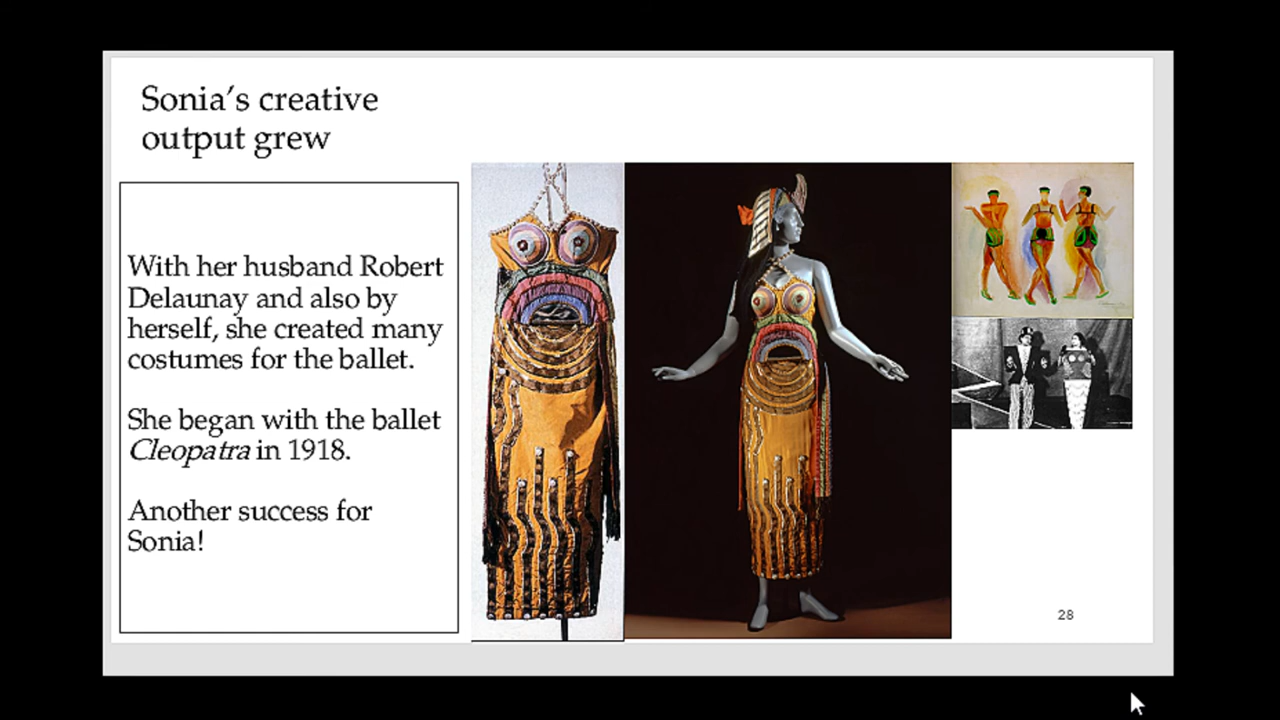 Sonia’s creative
output grew
With her husband Robert
Delaunay and also by
herself, she created many
costumes for the ballet.
She began with the ballet
Cleopatra in 1918.
Another success for
Sonia!
28